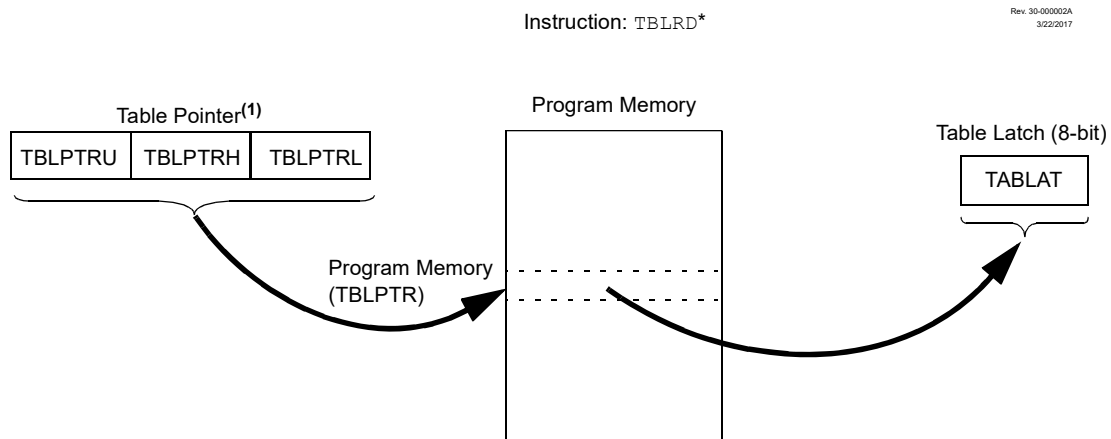 Instruction: TBLRD*
Rev. 30-000002A
3/22/2017
Program Memory
Table Pointer(1)
Table Latch (8-bit)
TBLPTRU TBLPTRH TBLPTRL
TABLAT
Program Memory
(TBLPTR)